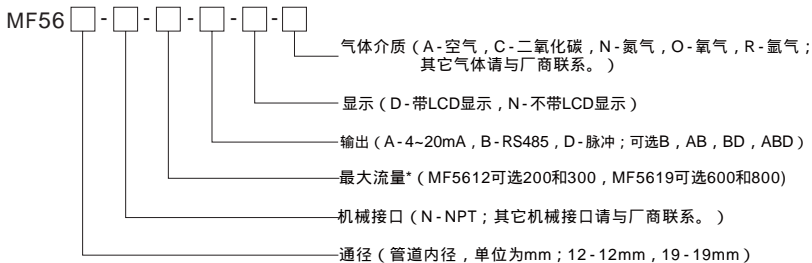 MF56 □-□-□-□-□-□
气体介质（A-空气，C-二氧化碳，N-氮气，O-氧气，R-氩气；
其它气体请与厂商联系。）
显示（D-带LCD显示，N-不带LCD显示）
输出（A-4~20mA，B-RS485，D-脉冲；可选B，AB，BD，ABD）
最大流量*（MF5612可选200和300，MF5619可选600和800)
机械接口（N-NPT；其它机械接口请与厂商联系。）
通径（管道内径，单位为mm；12-12mm，19-19mm）